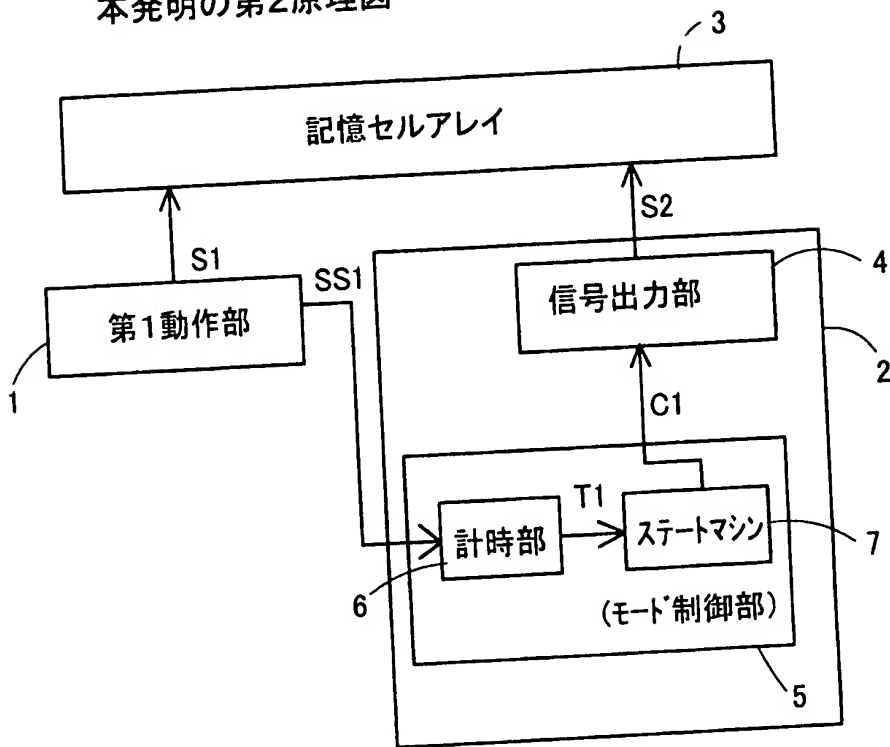 本発明の第2原理図
3
記憶セルアレイ
S1
S2
SS1
第1動作部
1
信号出力部
4
2
C1
計時部
T1
ステートマシン
6
7
(モード制御部)
5